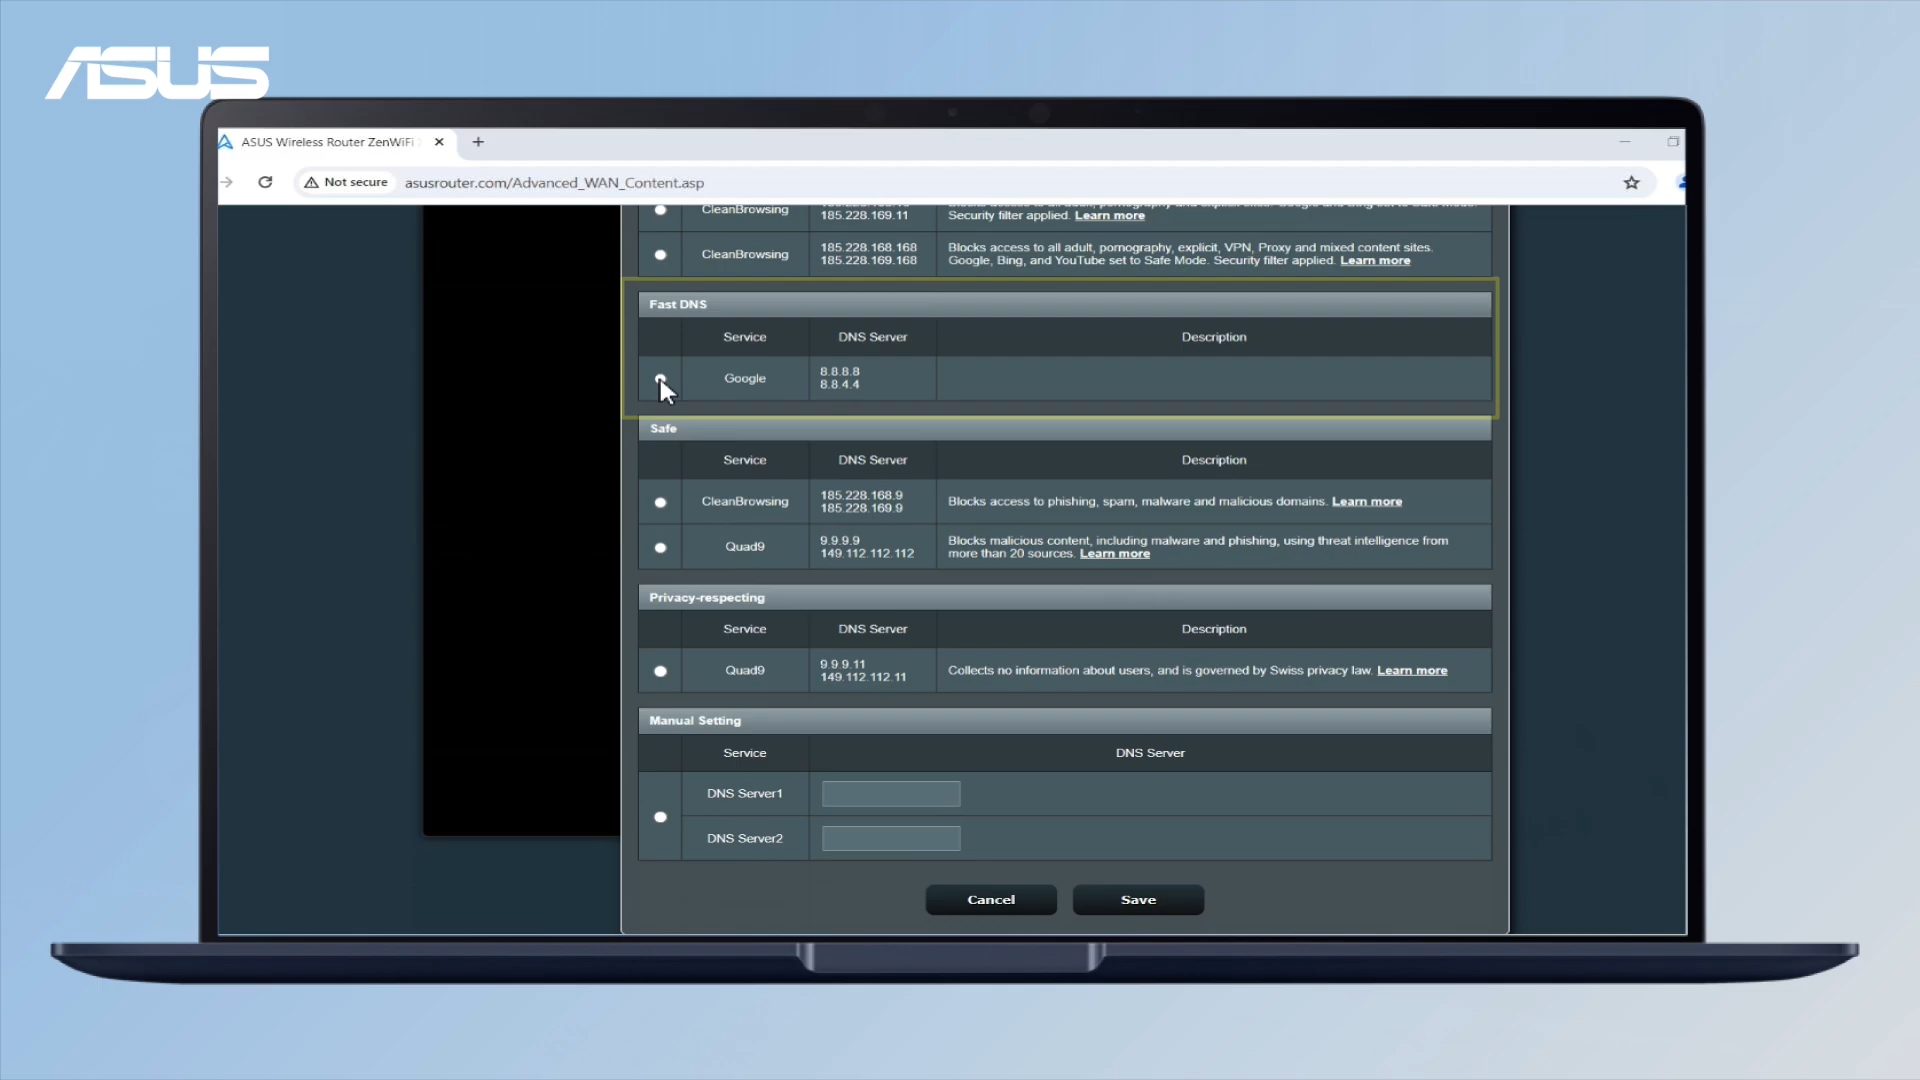 ASUS
ASUS Wireless Router ZenWiFi
Not secure
asusrouter.com/Advanced_WAN_Content.asp
CleanBrowsing
185.228.169.11
Security filter applied. Learn more
CleanBrowsing
185.228.168.168
185.228.169.168
Blocks access to all adult, pornography, explicit, VPN, Proxy and mixed content sites.
Google, Bing, and YouTube set to Safe Mode. Security filter applied. Learn more
Fast DNS
Service DNS Server Description
Google
8.8.8.8
8.8.4.4
Safe
Service DNS Server Description
CleanBrowsing
185.228.168.9
185.228.169.9
Blocks access to phishing, spam, malware and malicious domains. Learn more
Quad9
9.9.9.9
149.112.112.112
Blocks malicious content, including malware and phishing, using threat intelligence from
more than 20 sources. Learn more
Privacy-respecting
Service DNS Server Description
Quad9
9.9.9.11
149.112.112.11
Collects no information about users, and is governed by Swiss privacy law. Learn more
Manual Setting
Service DNS Server
DNS Server1
DNS Server2
Cancel Save